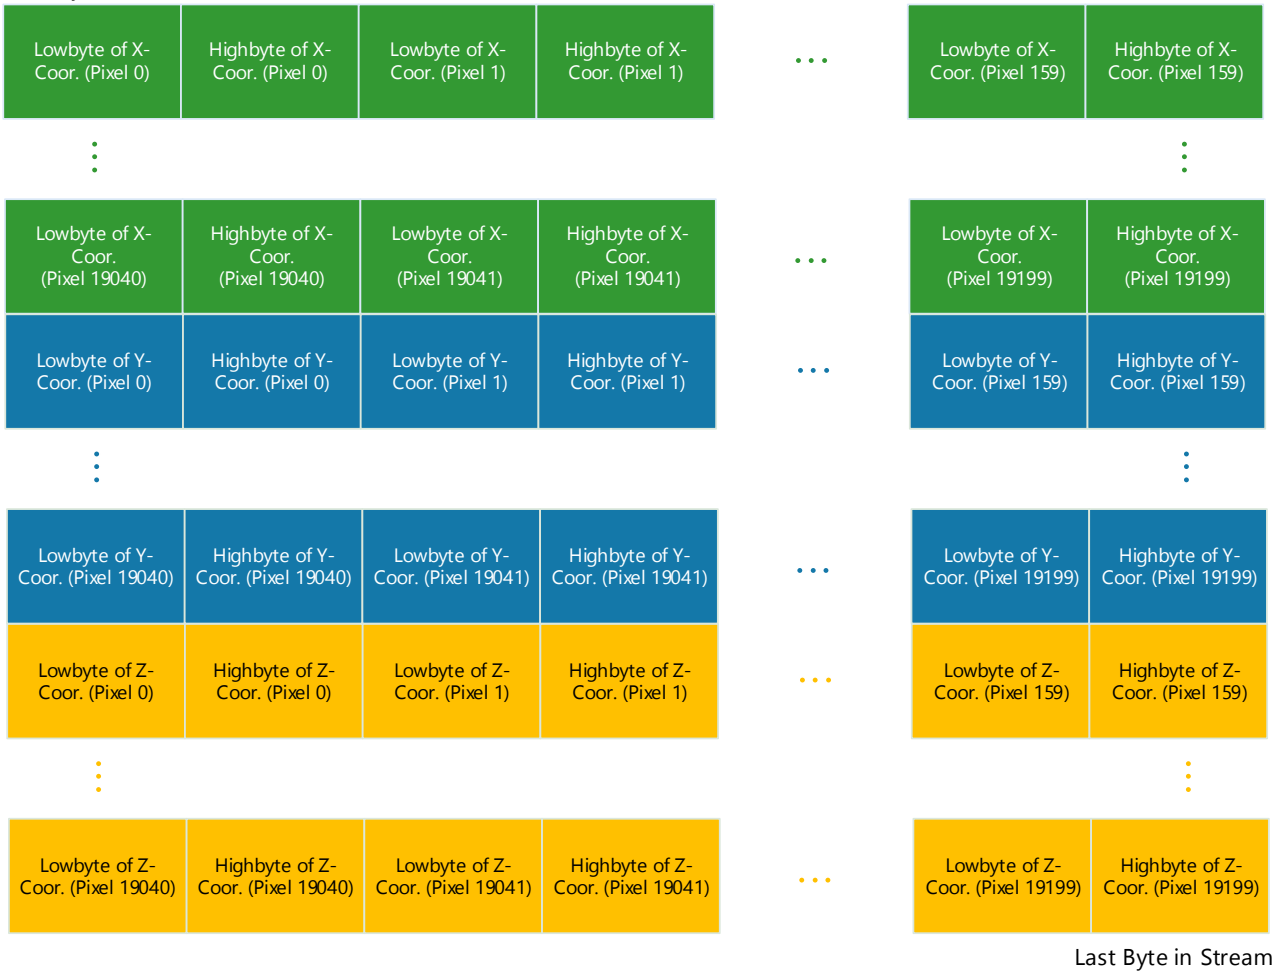 Lowbyte of X-
Coor. (Pixel 0)
Highbyte of X-
Coor. (Pixel 0)
Lowbyte of X-
Coor. (Pixel 1)
Highbyte of X-
Coor. (Pixel 1)
Lowbyte of X-
Coor. (Pixel 159)
Highbyte of X-
Coor. (Pixel 159)
Lowbyte of X-
Coor.
(Pixel 19040)
Highbyte of X-
Coor.
(Pixel 19040)
Lowbyte of X-
Coor.
(Pixel 19041)
Highbyte of X-
Coor.
(Pixel 19041)
Lowbyte of X-
Coor.
(Pixel 19199)
Highbyte of X-
Coor.
(Pixel 19199)
Lowbyte of Y-
Coor. (Pixel 0)
Highbyte of Y-
Coor. (Pixel 0)
Lowbyte of Y-
Coor. (Pixel 1)
Highbyte of Y-
Coor. (Pixel 1)
Lowbyte of Y-
Coor. (Pixel 159)
Highbyte of Y-
Coor. (Pixel 159)
Lowbyte of Y-
Coor. (Pixel 19040)
Highbyte of Y-
Coor. (Pixel 19040)
Lowbyte of Y-
Coor. (Pixel 19041)
Highbyte of Y-
Coor. (Pixel 19041)
Lowbyte of Y-
Coor. (Pixel 19199)
Highbyte of Y-
Coor. (Pixel 19199)
Lowbyte of Z-
Coor. (Pixel 0)
Highbyte of Z-
Coor. (Pixel 0)
Lowbyte of Z-
Coor. (Pixel 1)
Highbyte of Z-
Coor. (Pixel 1)
Lowbyte of Z-
Coor. (Pixel 159)
Highbyte of Z-
Coor. (Pixel 159)
Lowbyte of Z-
Coor. (Pixel 19040)
Highbyte of Z-
Coor. (Pixel 19040)
Lowbyte of Z-
Coor. (Pixel 19041)
Highbyte of Z-
Coor. (Pixel 19041)
Lowbyte of Z-
Coor. (Pixel 19199)
Highbyte of Z-
Coor. (Pixel 19199)
Last Byte in Stream